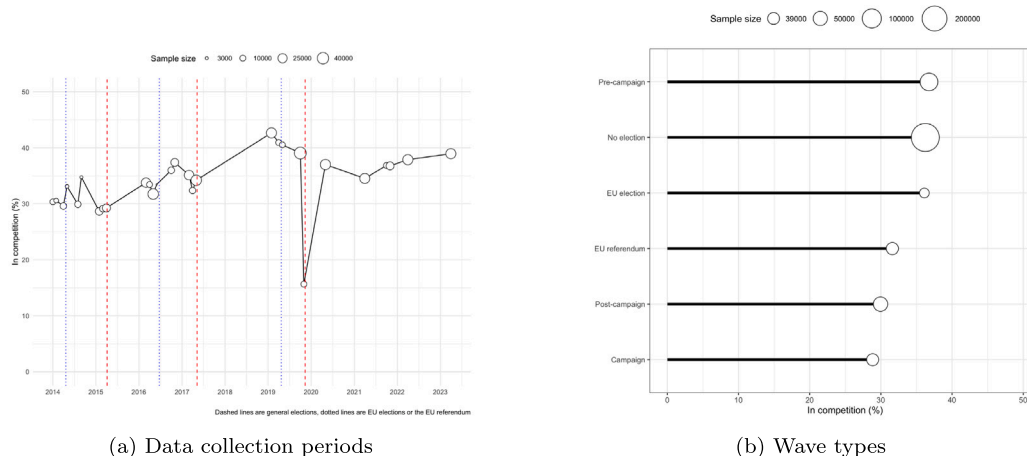 Sample size 3000 10000 25000 40000
50
40
30
20
10
0
In competition (%)
2014 2015 2016 2017 2018 2019 2020 2021 2022 2023
Dashed lines are general elections, dotted lines are EU elections or the EU referendum
(a) Data collection periods
Sample size 39000 50000 100000 200000
Pre-campaign
No election
EU election
EU referendum
Post-campaign
Campaign
0 10 20 30 40 50
In competition (%)
(b) Wave types